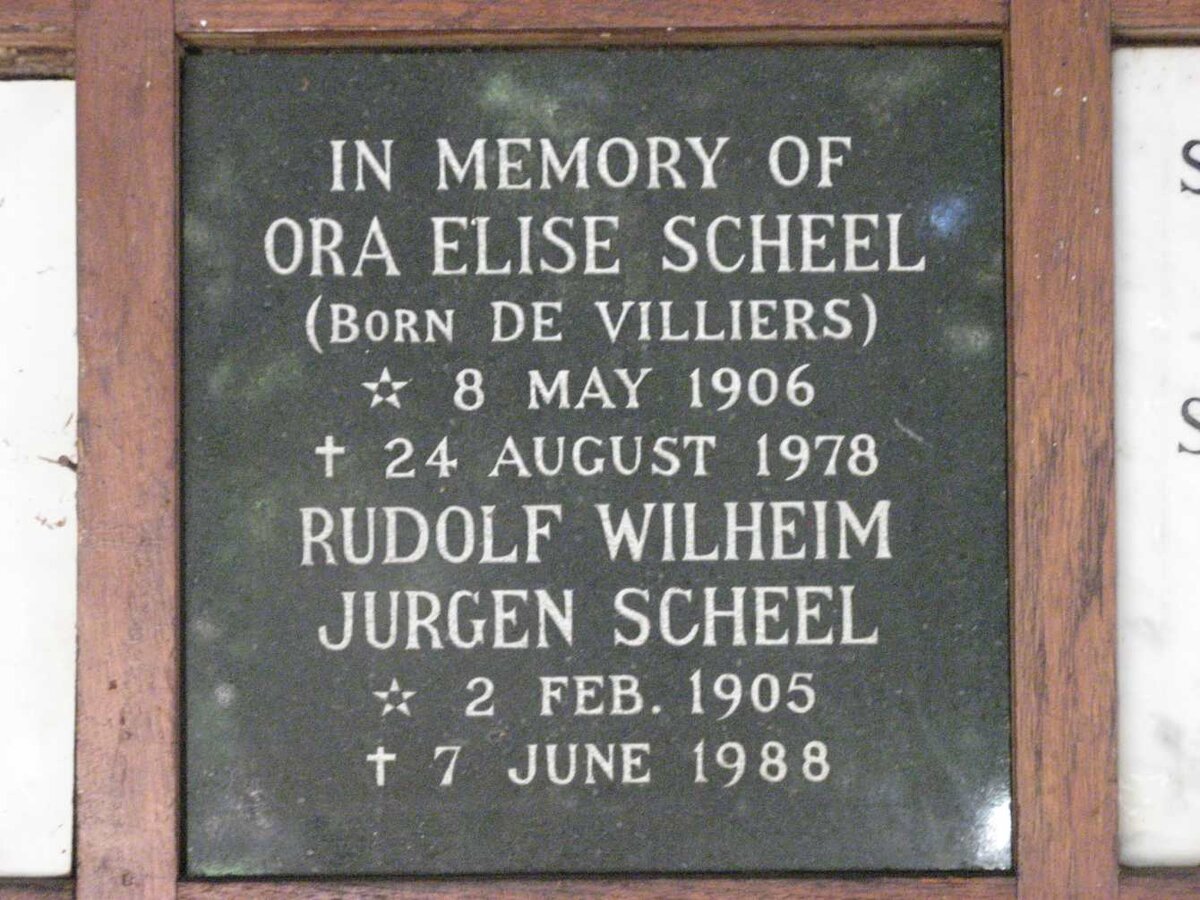 IN MEMORY OF
ORA ELISE SCHEEL
(BORN DE VILLIERS)
☆ 8 MAY 1906
† 24 AUGUST 1978
RUDOLF WILHEIM
JURGEN SCHEEL
☆ 2 FEB. 1905
† 7 JUNE 1988